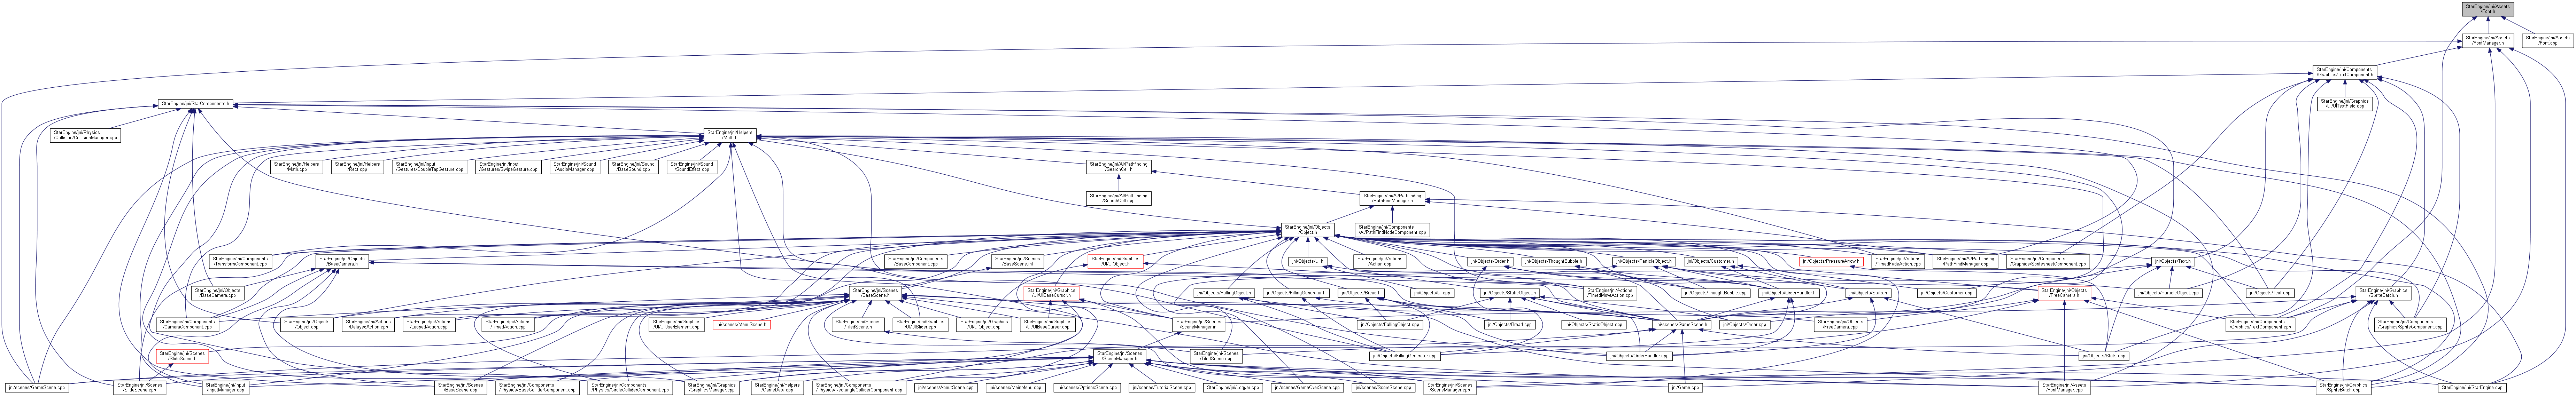 StarEngine/jni/Assets
/Font.h
StarEngine/jni/Assets
/FontManager.h
StarEngine/jni/Assets
/Font.cpp
StarEngine/jni/Components
/Graphics/TextComponent.h
StarEngine/jni/StarComponents.h
StarEngine/jni/Graphics
/UI/UITextField.cpp
StarEngine/jni/Physics
/Collision/CollisionManager.cpp
StarEngine/jni/Helpers
/Math.h
StarEngine/jni/Helpers
/Math.cpp
StarEngine/jni/Helpers
/Rect.cpp
StarEngine/jni/Input
/Gestures/DoubleTapGesture.cpp
StarEngine/jni/Input
/Gestures/SwipeGesture.cpp
StarEngine/jni/Sound
/AudioManager.cpp
StarEngine/jni/Sound
/BaseSound.cpp
StarEngine/jni/Sound
/SoundEffect.cpp
StarEngine/jni/AI/Pathfinding
/SearchCell.h
StarEngine/jni/AI/Pathfinding
/SearchCell.cpp
StarEngine/jni/AI/Pathfinding
/PathFindManager.h
StarEngine/jni/Objects
/Object.h
StarEngine/jni/Components
/AI/PathFindNodeComponent.cpp
StarEngine/jni/Components
/TransformComponent.cpp
StarEngine/jni/Objects
/BaseCamera.h
StarEngine/jni/Components
/BaseComponent.cpp
StarEngine/jni/Scenes
/BaseScene.inl
StarEngine/jni/Graphics
/UI/UIObject.h
jni/Objects/UI.h
StarEngine/jni/Actions
/Action.cpp
jni/Objects/Order.h
jni/Objects/ThoughtBubble.h
jni/Objects/ParticleObject.h
jni/Objects/Customer.h
jni/Objects/PressureArrow.h
StarEngine/jni/Actions
/TimedFadeAction.cpp
StarEngine/jni/AI/Pathfinding
/PathFindManager.cpp
StarEngine/jni/Components
/Graphics/SpritesheetComponent.cpp
jni/Objects/Text.h
StarEngine/jni/Objects
/BaseCamera.cpp
StarEngine/jni/Scenes
/BaseScene.h
StarEngine/jni/Graphics
/UI/UIBaseCursor.h
jni/Objects/FallingObject.h
jni/Objects/FillingGenerator.h
jni/Objects/Bread.h
jni/Objects/UI.cpp
jni/Objects/StaticObject.h
StarEngine/jni/Actions
/TimedMoveAction.cpp
jni/Objects/ThoughtBubble.cpp
jni/Objects/OrderHandler.h
jni/Objects/Stats.h
jni/Objects/Customer.cpp
StarEngine/jni/Objects
/FreeCamera.h
jni/Objects/ParticleObject.cpp
jni/Objects/Text.cpp
StarEngine/jni/Graphics
/SpriteBatch.h
StarEngine/jni/Components
/CameraComponent.cpp
StarEngine/jni/Objects
/Object.cpp
StarEngine/jni/Actions
/DelayedAction.cpp
StarEngine/jni/Actions
/LoopedAction.cpp
StarEngine/jni/Actions
/TimedAction.cpp
StarEngine/jni/Graphics
/UI/UIUserElement.cpp
jni/scenes/MenuScene.h
StarEngine/jni/Scenes
/TiledScene.h
StarEngine/jni/Graphics
/UI/UISlider.cpp
StarEngine/jni/Graphics
/UI/UIObject.cpp
StarEngine/jni/Graphics
/UI/UIBaseCursor.cpp
StarEngine/jni/Scenes
/SceneManager.inl
jni/Objects/FallingObject.cpp
jni/Objects/Bread.cpp
jni/Objects/StaticObject.cpp
jni/scenes/GameScene.h
jni/Objects/Order.cpp
StarEngine/jni/Objects
/FreeCamera.cpp
StarEngine/jni/Components
/Graphics/TextComponent.cpp
StarEngine/jni/Components
/Graphics/SpriteComponent.cpp
StarEngine/jni/Scenes
/SlideScene.h
StarEngine/jni/Scenes
/SceneManager.h
StarEngine/jni/Scenes
/TiledScene.cpp
jni/Objects/FillingGenerator.cpp
jni/Objects/OrderHandler.cpp
jni/Objects/Stats.cpp
jni/scenes/GameScene.cpp
StarEngine/jni/Scenes
/SlideScene.cpp
StarEngine/jni/Input
/InputManager.cpp
StarEngine/jni/Scenes
/BaseScene.cpp
StarEngine/jni/Components
/Physics/BaseColliderComponent.cpp
StarEngine/jni/Components
/Physics/CircleColliderComponent.cpp
StarEngine/jni/Graphics
/GraphicsManager.cpp
StarEngine/jni/Helpers
/GameData.cpp
StarEngine/jni/Components
/Physics/RectangleColliderComponent.cpp
jni/scenes/AboutScene.cpp
jni/scenes/MainMenu.cpp
jni/scenes/OptionsScene.cpp
jni/scenes/TutorialScene.cpp
StarEngine/jni/Logger.cpp
jni/scenes/GameOverScene.cpp
jni/scenes/ScoreScene.cpp
StarEngine/jni/Scenes
/SceneManager.cpp
jni/Game.cpp
StarEngine/jni/Assets
/FontManager.cpp
StarEngine/jni/Graphics
/SpriteBatch.cpp
StarEngine/jni/StarEngine.cpp